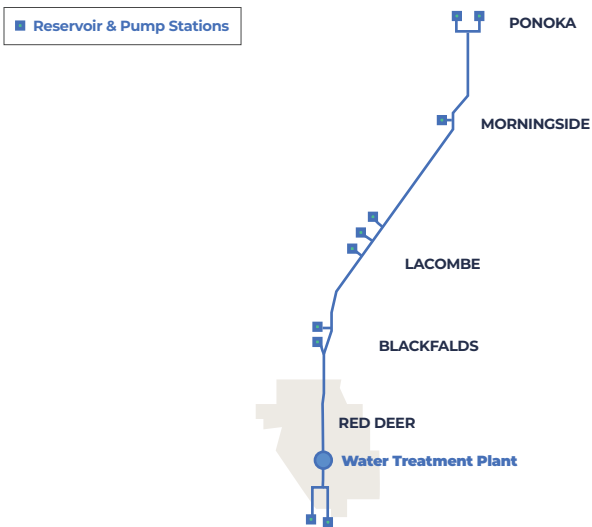 Reservoir & Pump Stations
PONOKA
MORNINGSIDE
LACOMBE
BLACKFALDS
RED DEER
Water Treatment Plant